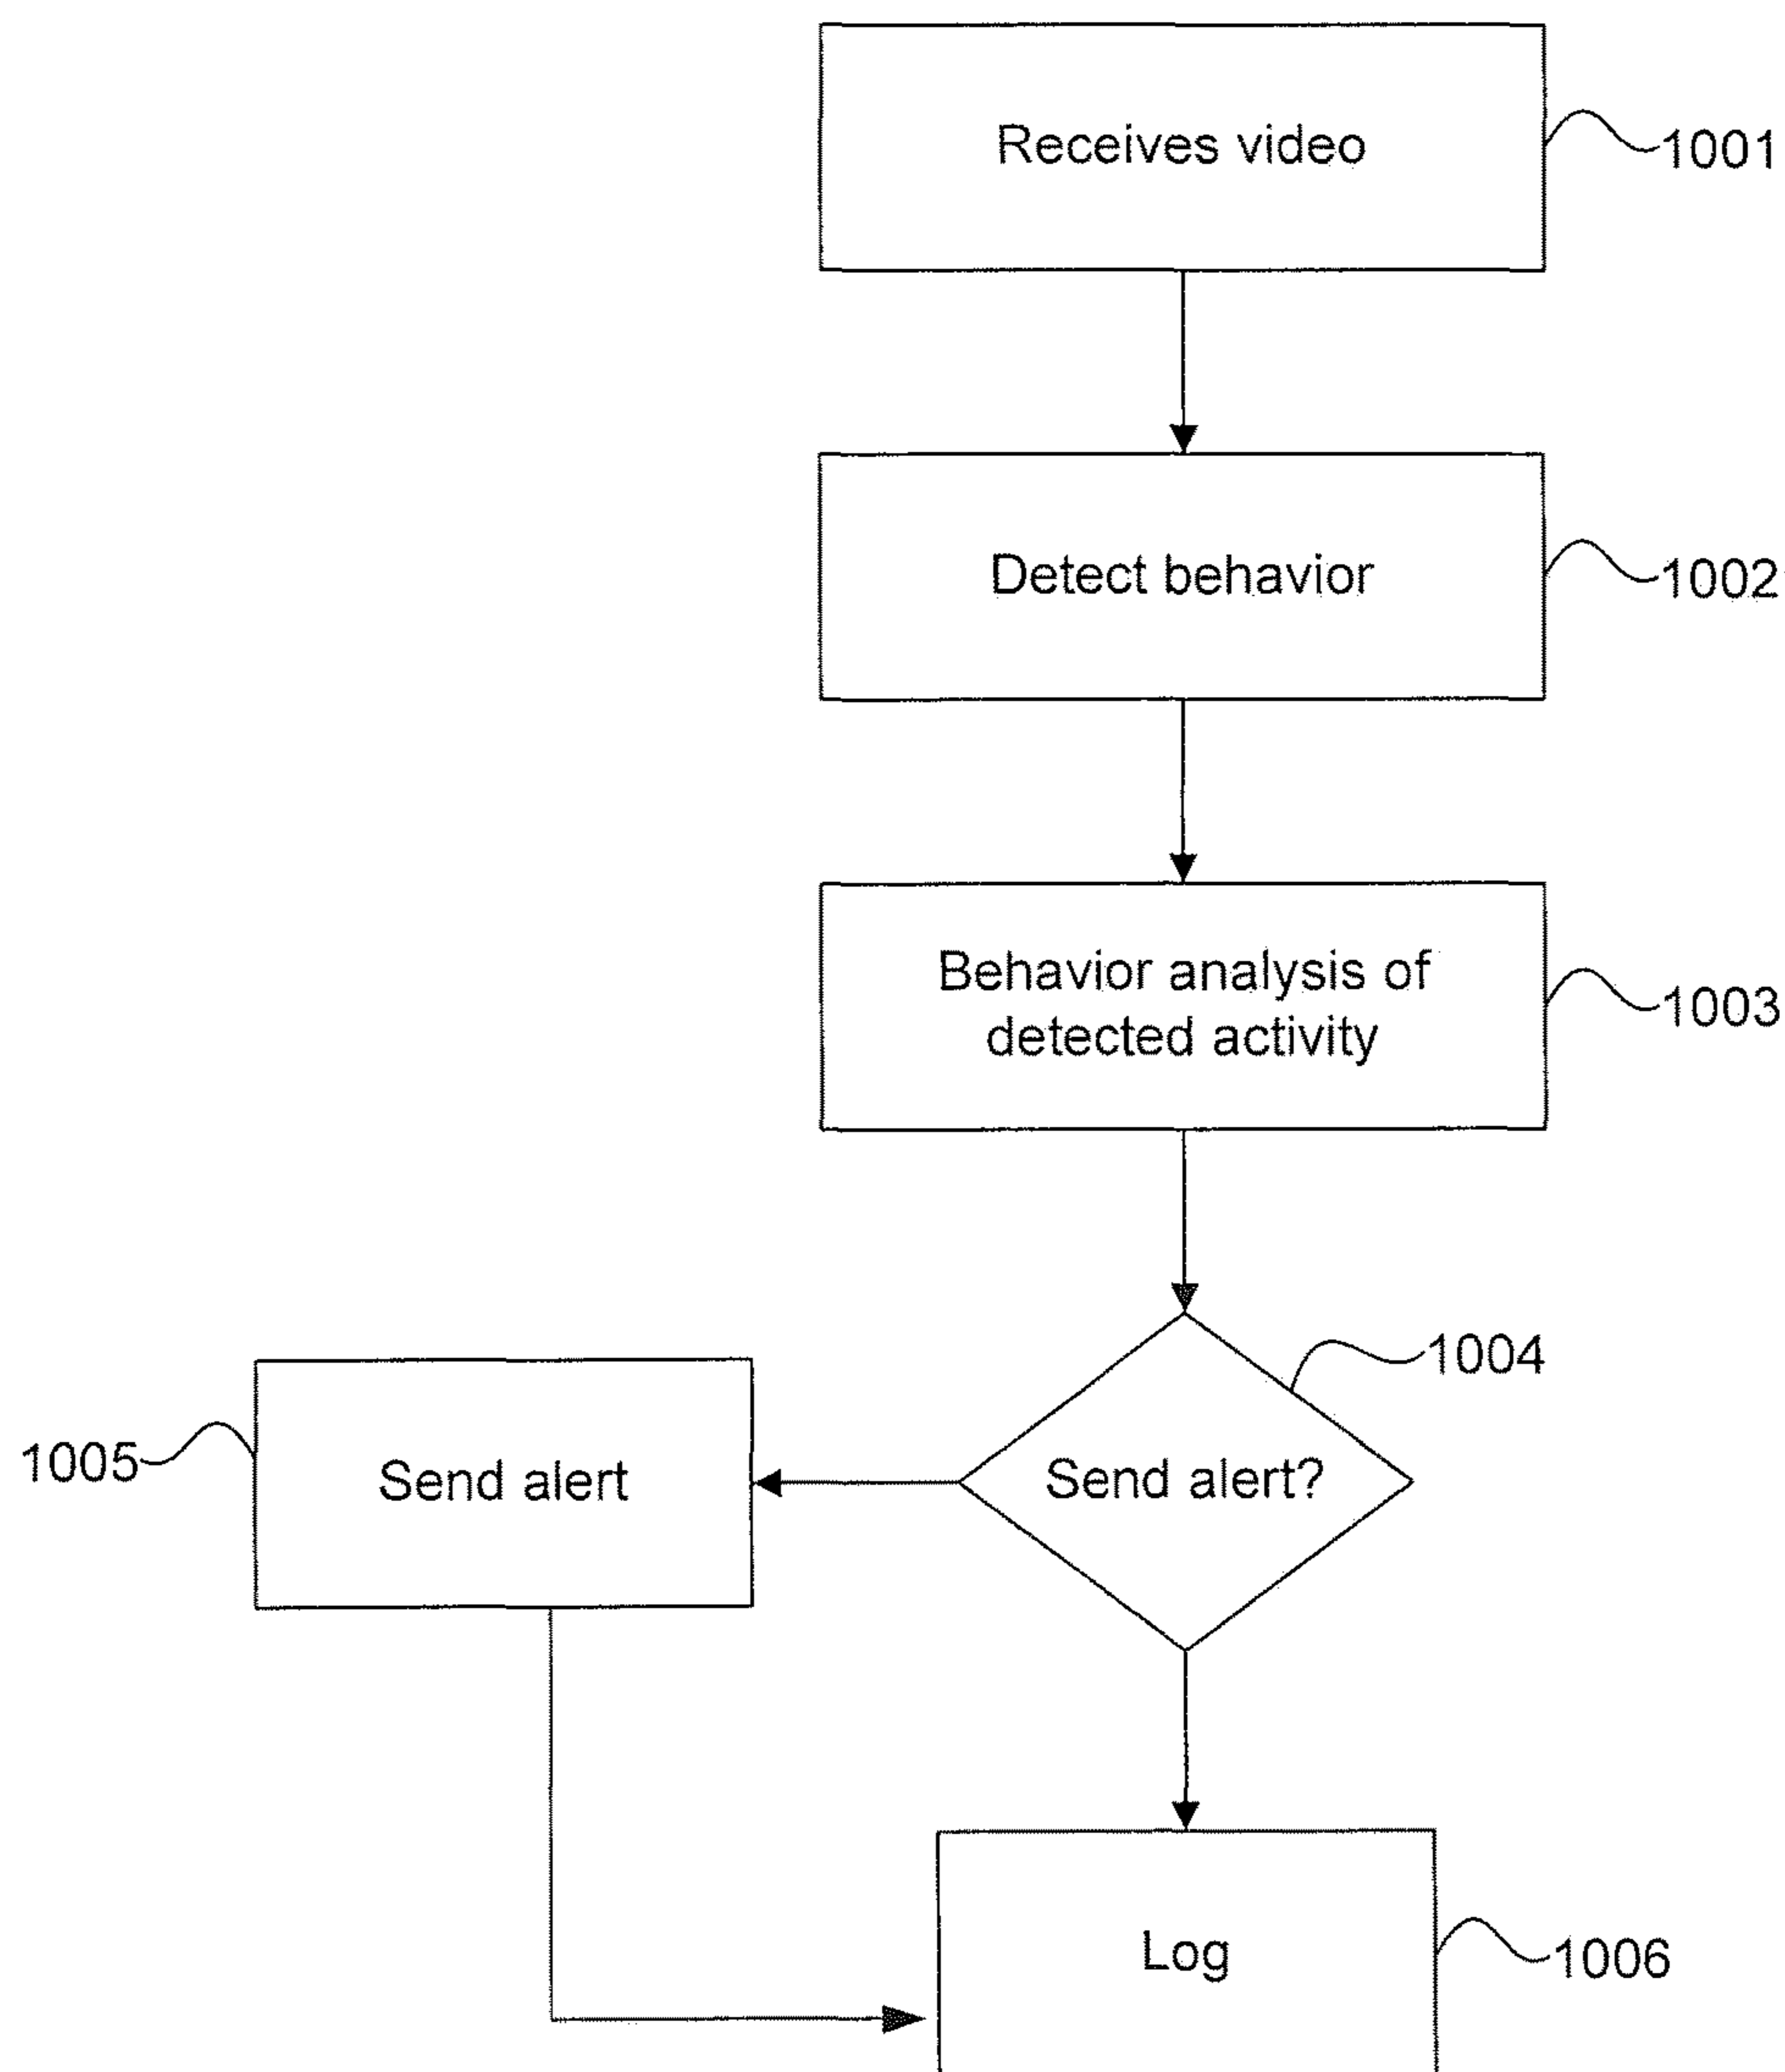 Receives video
1001
Detect behavior
1002
Behavior analysis of
detected activity
1003
1004
Send alert?
1005
Send alert
Log
1006